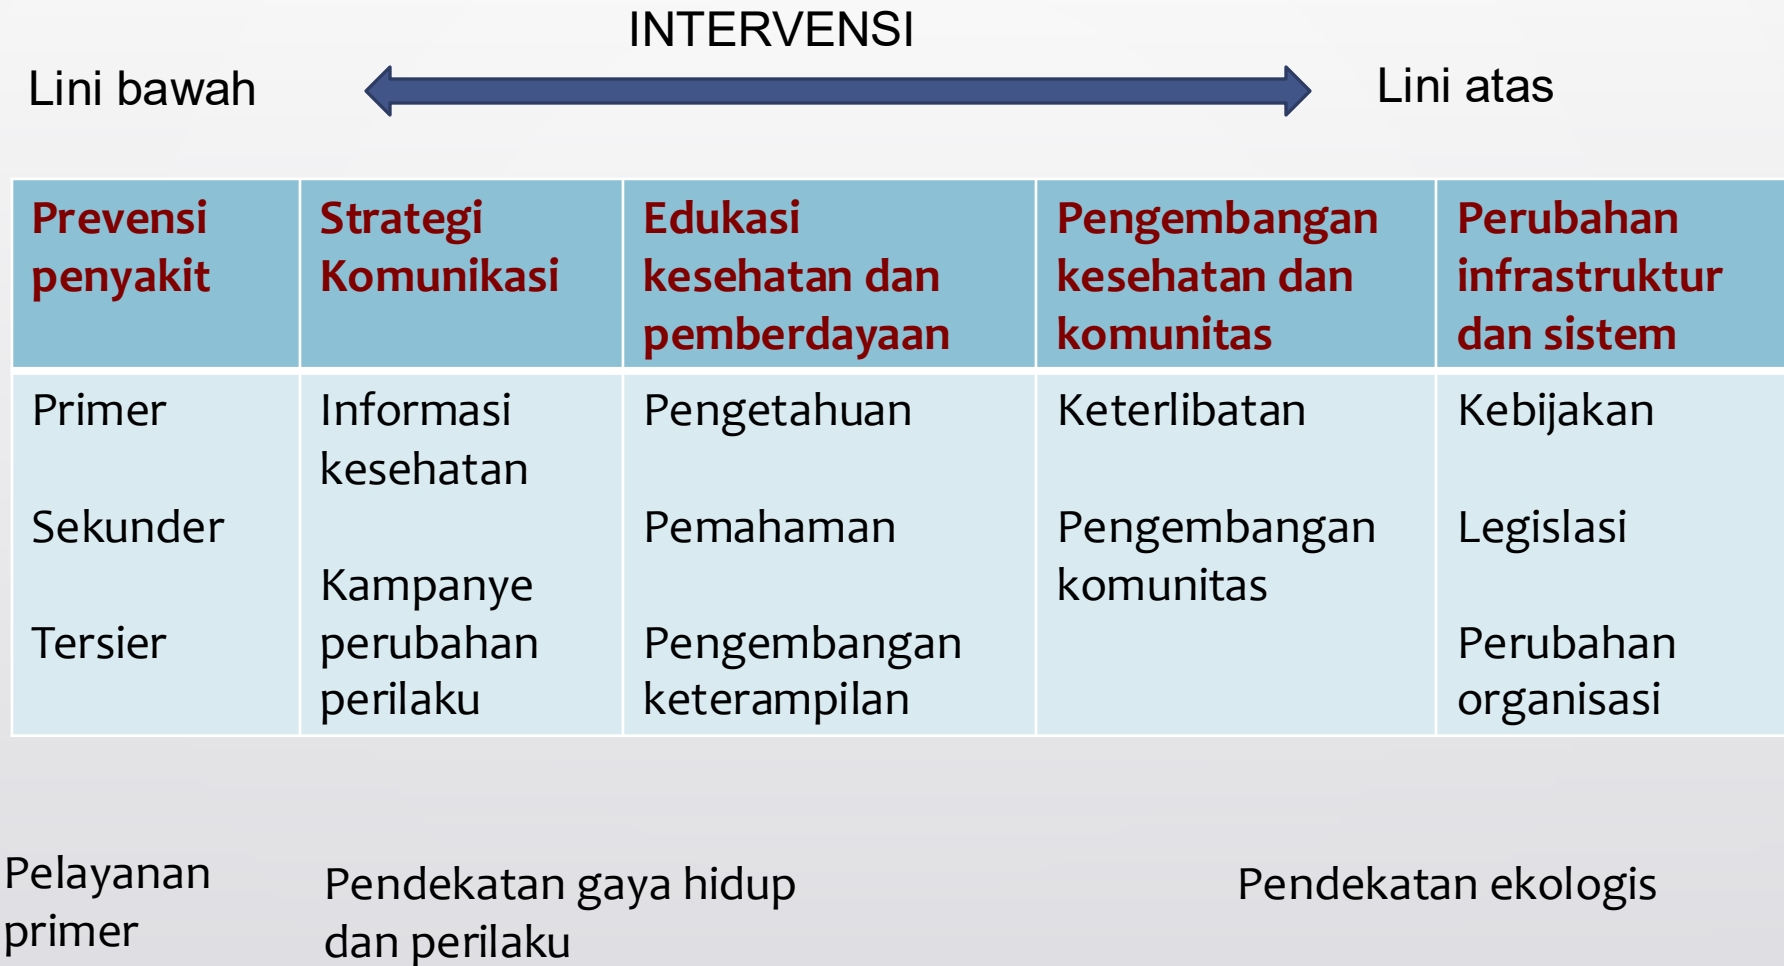 INTERVENSI
Lini bawah
Lini atas
Prevensi
penyakit
Strategi
Komunikasi
Edukasi
kesehatan dan
pemberdayaan
Pengembangan
kesehatan dan
komunitas
Perubahan
infrastruktur
dan sistem
Primer
Sekunder
Tersier
Informasi
kesehatan
Kampanye
perubahan
perilaku
Pengetahuan
Pemahaman
Pengembangan
keterampilan
Keterlibatan
Pengembangan
komunitas
Kebijakan
Legislasi
Perubahan
organisasi
Pelayanan
primer
Pendekatan gaya hidup
dan perilaku
Pendekatan ekologis